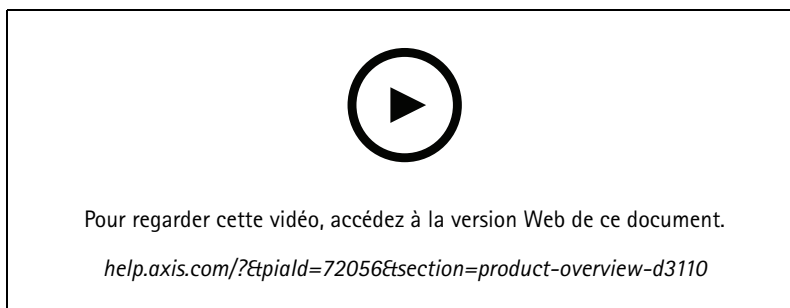 Pour regarder cette vidéo, accédez à la version Web de ce document.
help.axis.com/?&piald=72056&section=product-overview-d3110